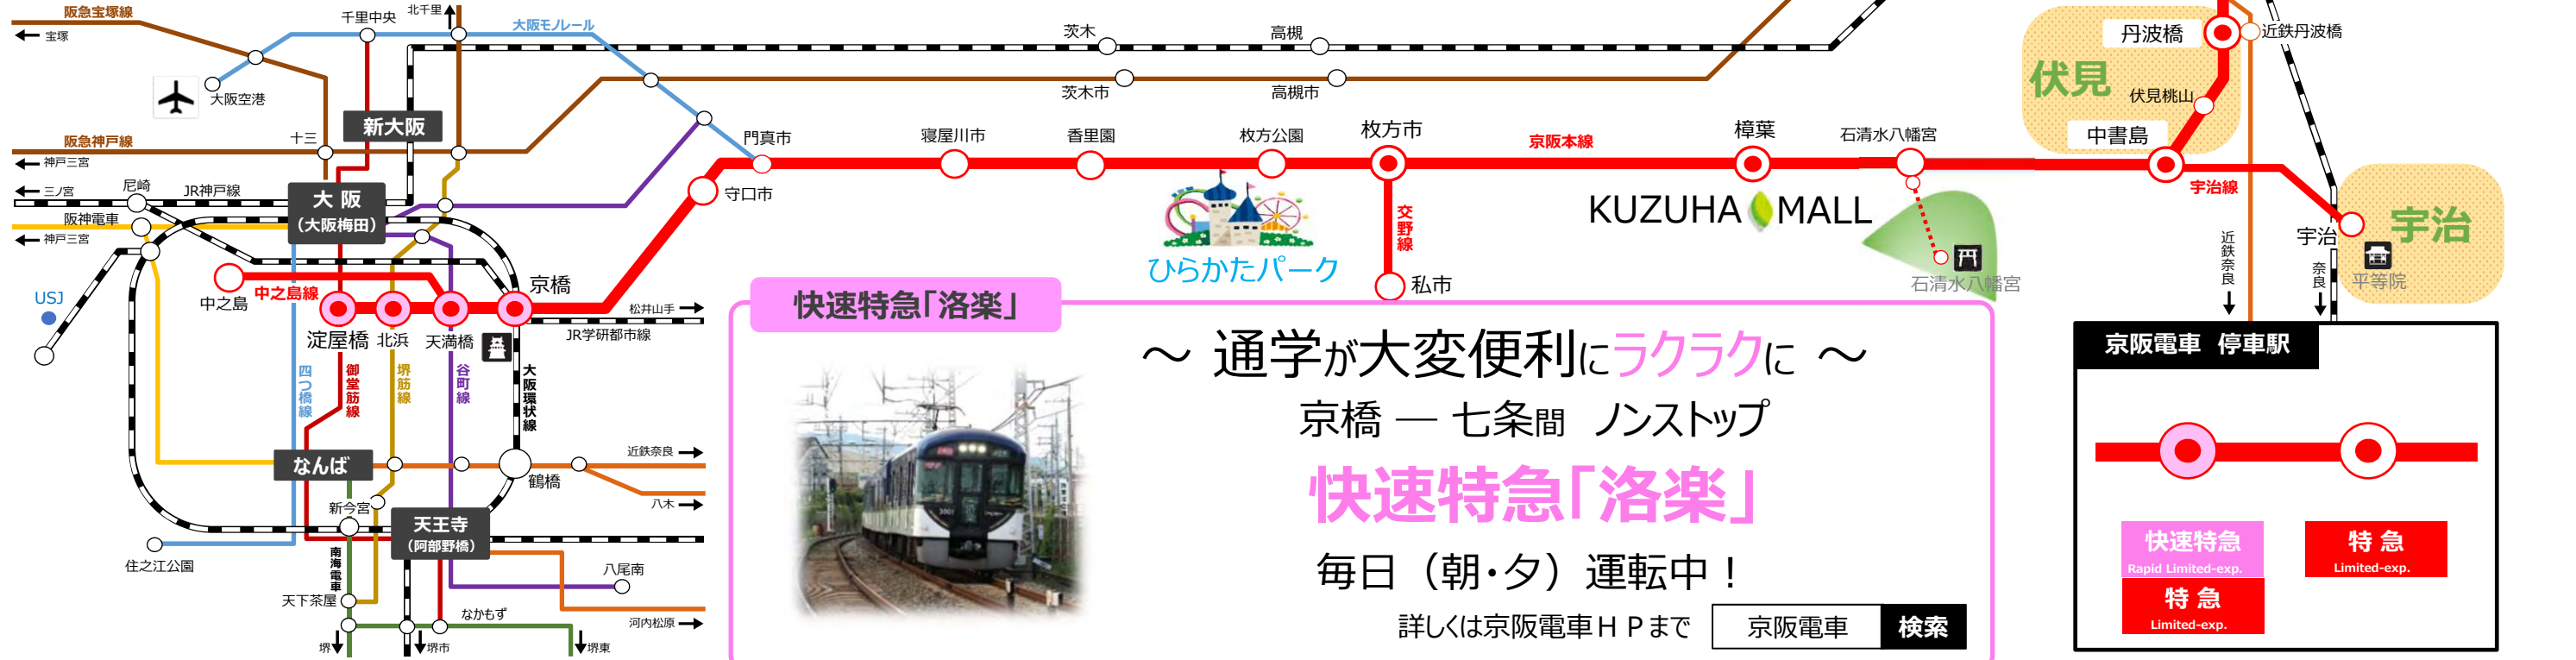 阪急宝塚線
宝塚
千里中央
北千里
大阪モノレール
茨木
高槻
丹波橋
近鉄丹波橋
大阪空港
新大阪
茨木市
高槻市
伏見
伏見桃山
中書島
阪急神戸線
十三
神戸三宮
門真市
寝屋川市
香里園
枚方公園
枚方市
京阪本線
樟葉
石清水八幡宮
三ノ宮
尼崎
JR神戸線
大 阪
(大阪梅田)
守口市
宇治線
阪神電車
神戸三宮
ひらかたパーク
交野線
KUZUHA MALL
宇治
宇治
近鉄奈良
奈良
平等院
石清水八幡宮
私市
中之島
中之島線
京橋
USJ
松井山手
JR学研都市線
淀屋橋
北浜
天満橋
四つ橋線
御堂筋線
堺筋線
谷町線
大阪環状線
なんば
近鉄奈良
鶴橋
八木
新今宮
天王寺
(阿部野橋)
住之江公園
南海電車
八尾南
天下茶屋
なかもず
河内松原
堺
堺市
堺東
快速特急「洛楽」
～ 通学が大変便利にラクラクに ～
京橋 ― 七条間 ノンストップ
快速特急「洛楽」
毎日（朝・夕）運転中！
詳しくは京阪電車ＨＰまで 京阪電車 検索
京阪電車 停車駅
快速特急
Rapid Limited-exp.
特 急
Limited-exp.
特 急
Limited-exp.